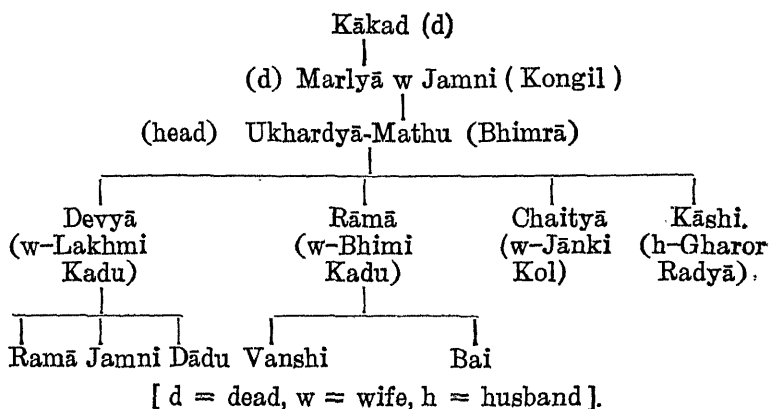 Kākad (d)
(d) Marlyā w Jamni ( Kongil )
(head) Ukhardyā-Mathu (Bhimrā)
Devyā Rāmā Chaityā Kāshi.
(w-Lakhmi (w-Bhimi (w-Jānki (h-Gharor
Kadu) Kadu) Kol) Radyā).
Ramā Jamni Dādu Vanshi Bai
[ d = dead, w = wife, h = husband ].